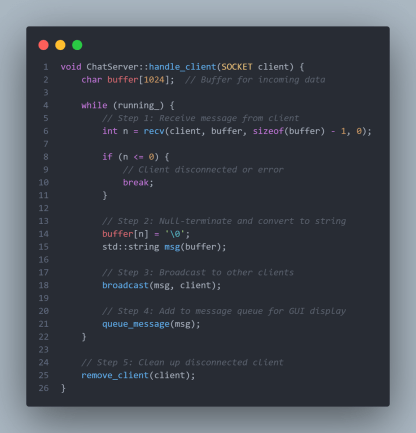 1 void ChatServer::handle_client(SOCKET client) {
2     char buffer[1024];  // Buffer for incoming data
3
4     while (running_) {
5         // Step 1: Receive message from client
6         int n = recv(client, buffer, sizeof(buffer) - 1, 0);
7
8         if (n <= 0) {
9             // Client disconnected or error
10             break;
11         }
12
13         // Step 2: Null-terminate and convert to string
14         buffer[n] = '\0';
15         std::string msg(buffer);
16
17         // Step 3: Broadcast to other clients
18         broadcast(msg, client);
19
20         // Step 4: Add to message queue for GUI display
21         queue_message(msg);
22     }
23
24     // Step 5: Clean up disconnected client
25     remove_client(client);
26 }